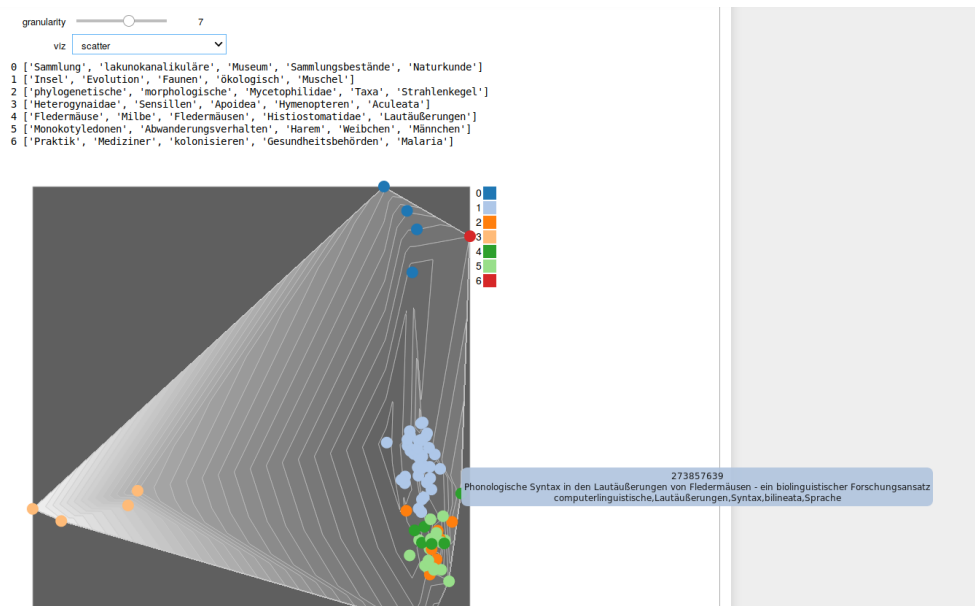 granularity 7
viz scatter
0 ['Sammlung', 'lakunokanalikuläre', 'Museum', 'Sammlungsbestände', 'Naturkunde']
1 ['Insel', 'Evolution', 'Faunen', 'ökologisch', 'Muschel']
2 ['phylogenetische', 'morphologische', 'Mycetophilidae', 'Taxa', 'Strahlenkegel']
3 ['Heterogynaidae', 'Sensillen', 'Apoidea', 'Hymenopteren', 'Aculeata']
4 ['Fledermäuse', 'Milbe', 'Fledermäusen', 'Histiostomatidae', 'Lautäußerungen']
5 ['Monokotyledonen', 'Abwanderungsverhalten', 'Harem', 'Weibchen', 'Männchen']
6 ['Praktik', 'Mediziner', 'kolonisieren', 'Gesundheitsbehörden', 'Malaria']
0
1
2
3
4
5
6
273857639
Phonologische Syntax in den Lautäußerungen von Fledermäusen - ein biolinguistischer Forschungsansatz
computerlinguistische,Lautäußerungen,Syntax,bilineata,Sprache